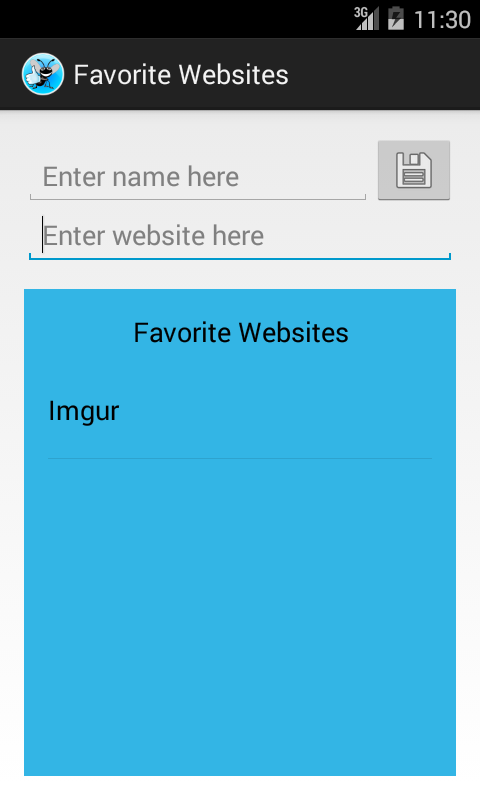 3G 11:30
Favorite Websites
Enter name here
Enter website here
Favorite Websites
Imgur